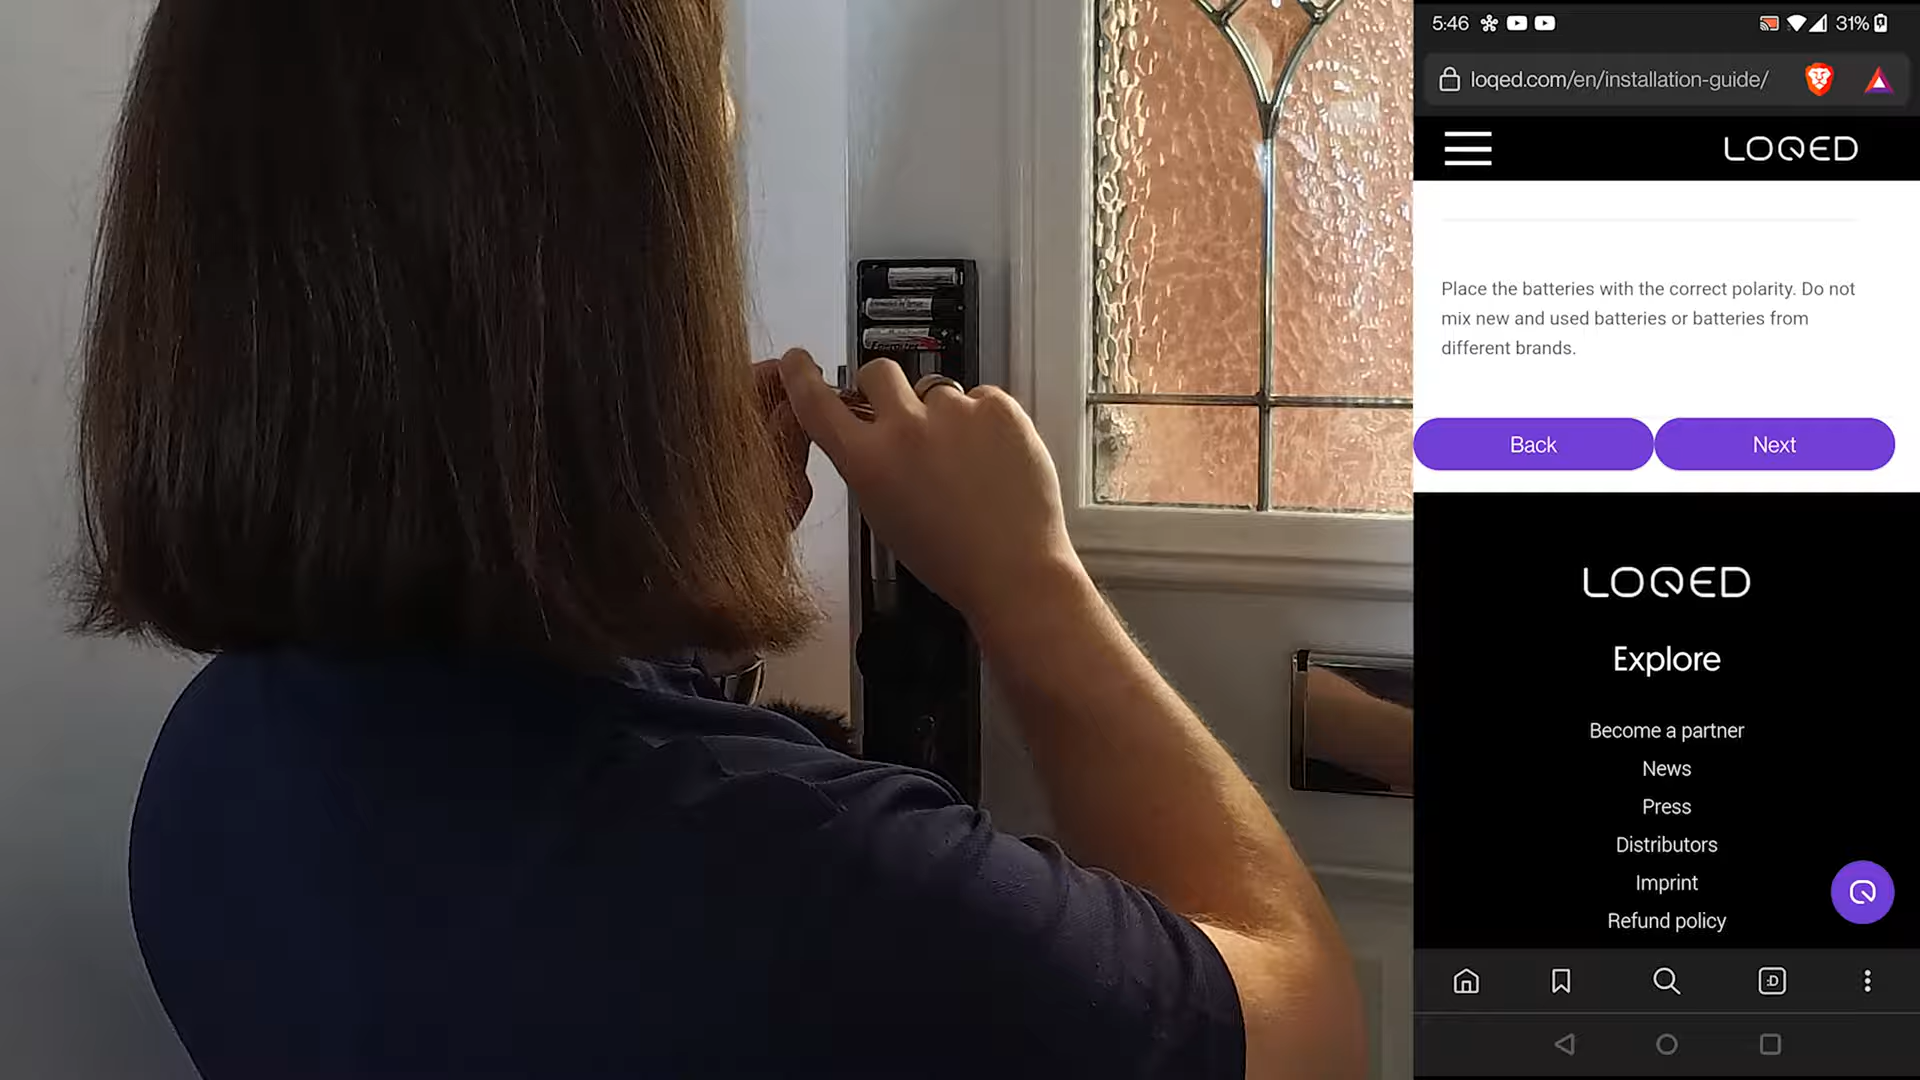 5:46
31%
loqed.com/en/installation-guide/
LOQED
Place the batteries with the correct polarity. Do not
mix new and used batteries or batteries from
different brands.
Back
Next
LOQED
Explore
Become a partner
News
Press
Distributors
Imprint
Refund policy
:D